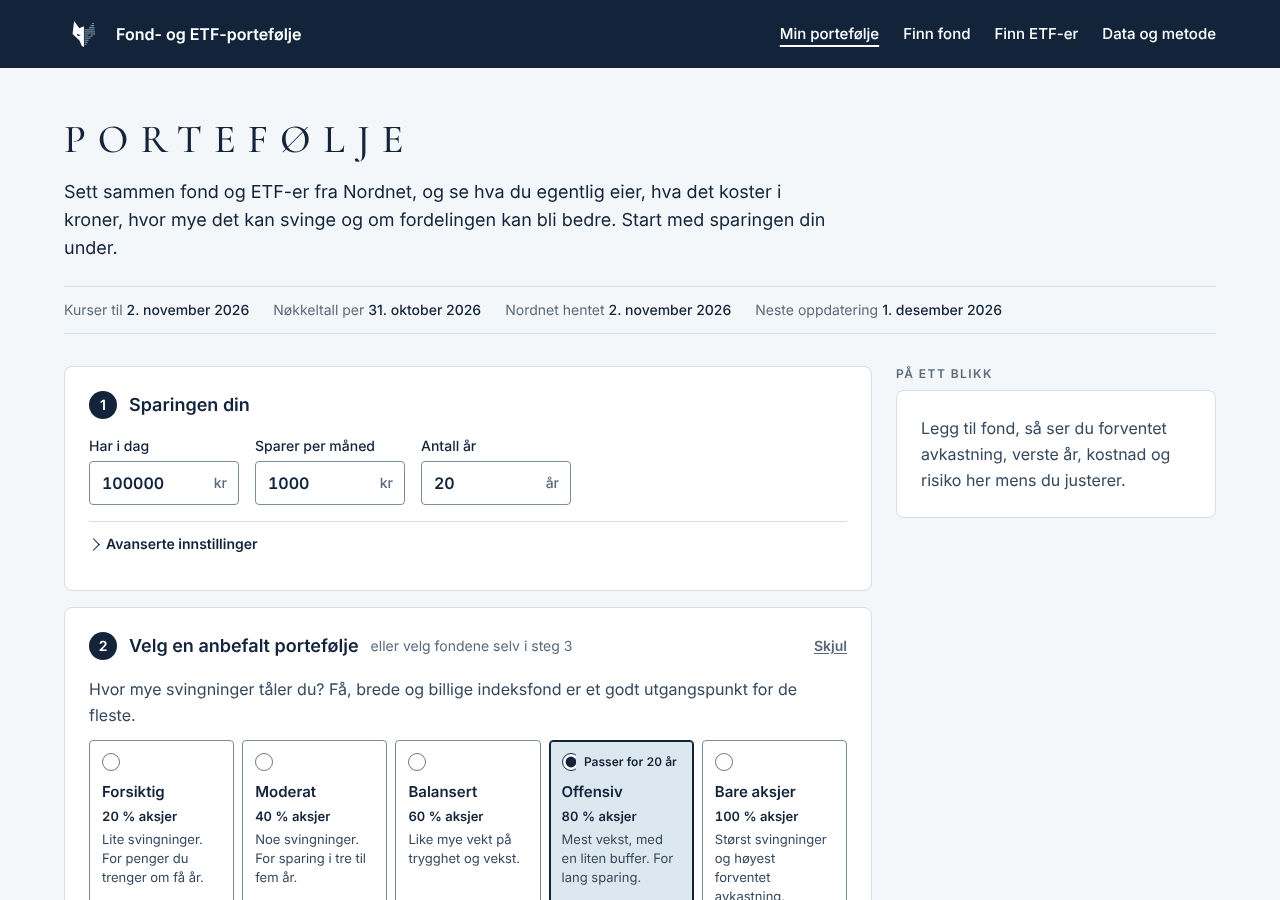 Fond- og ETF-portefølje
Min portefølje
Finn fond
Finn ETF-er
Data og metode
PORTEFØLJE
Sett sammen fond og ETF-er fra Nordnet, og se hva du egentlig eier, hva det koster i
kroner, hvor mye det kan svinge og om fordelingen kan bli bedre. Start med sparingen din
under.
Kurser til 2. november 2026
Nøkkeltall per 31. oktober 2026
Nordnet hentet 2. november 2026
Neste oppdatering 1. desember 2026
1 Sparingen din
Har i dag
100000 kr
Sparer per måned
1000 kr
Antall år
20 år
Avanserte innstillinger
PÅ ETT BLIKK
Legg til fond, så ser du forventet
avkastning, verste år, kostnad og
risiko her mens du justerer.
2 Velg en anbefalt portefølje eller velg fondene selv i steg 3
Skjul
Hvor mye svingninger tåler du? Få, brede og billige indeksfond er et godt utgangspunkt for de
fleste.
Forsiktig
20 % aksjer
Lite svingninger.
For penger du
trenger om få år.
Moderat
40 % aksjer
Noe svingninger.
For sparing i tre til
fem år.
Balansert
60 % aksjer
Like mye vekt på
trygghet og vekst.
Passer for 20 år
Offensiv
80 % aksjer
Mest vekst, med
en liten buffer. For
lang sparing.
Bare aksjer
100 % aksjer
Størst svingninger
og høyest
forventet
avkastning.